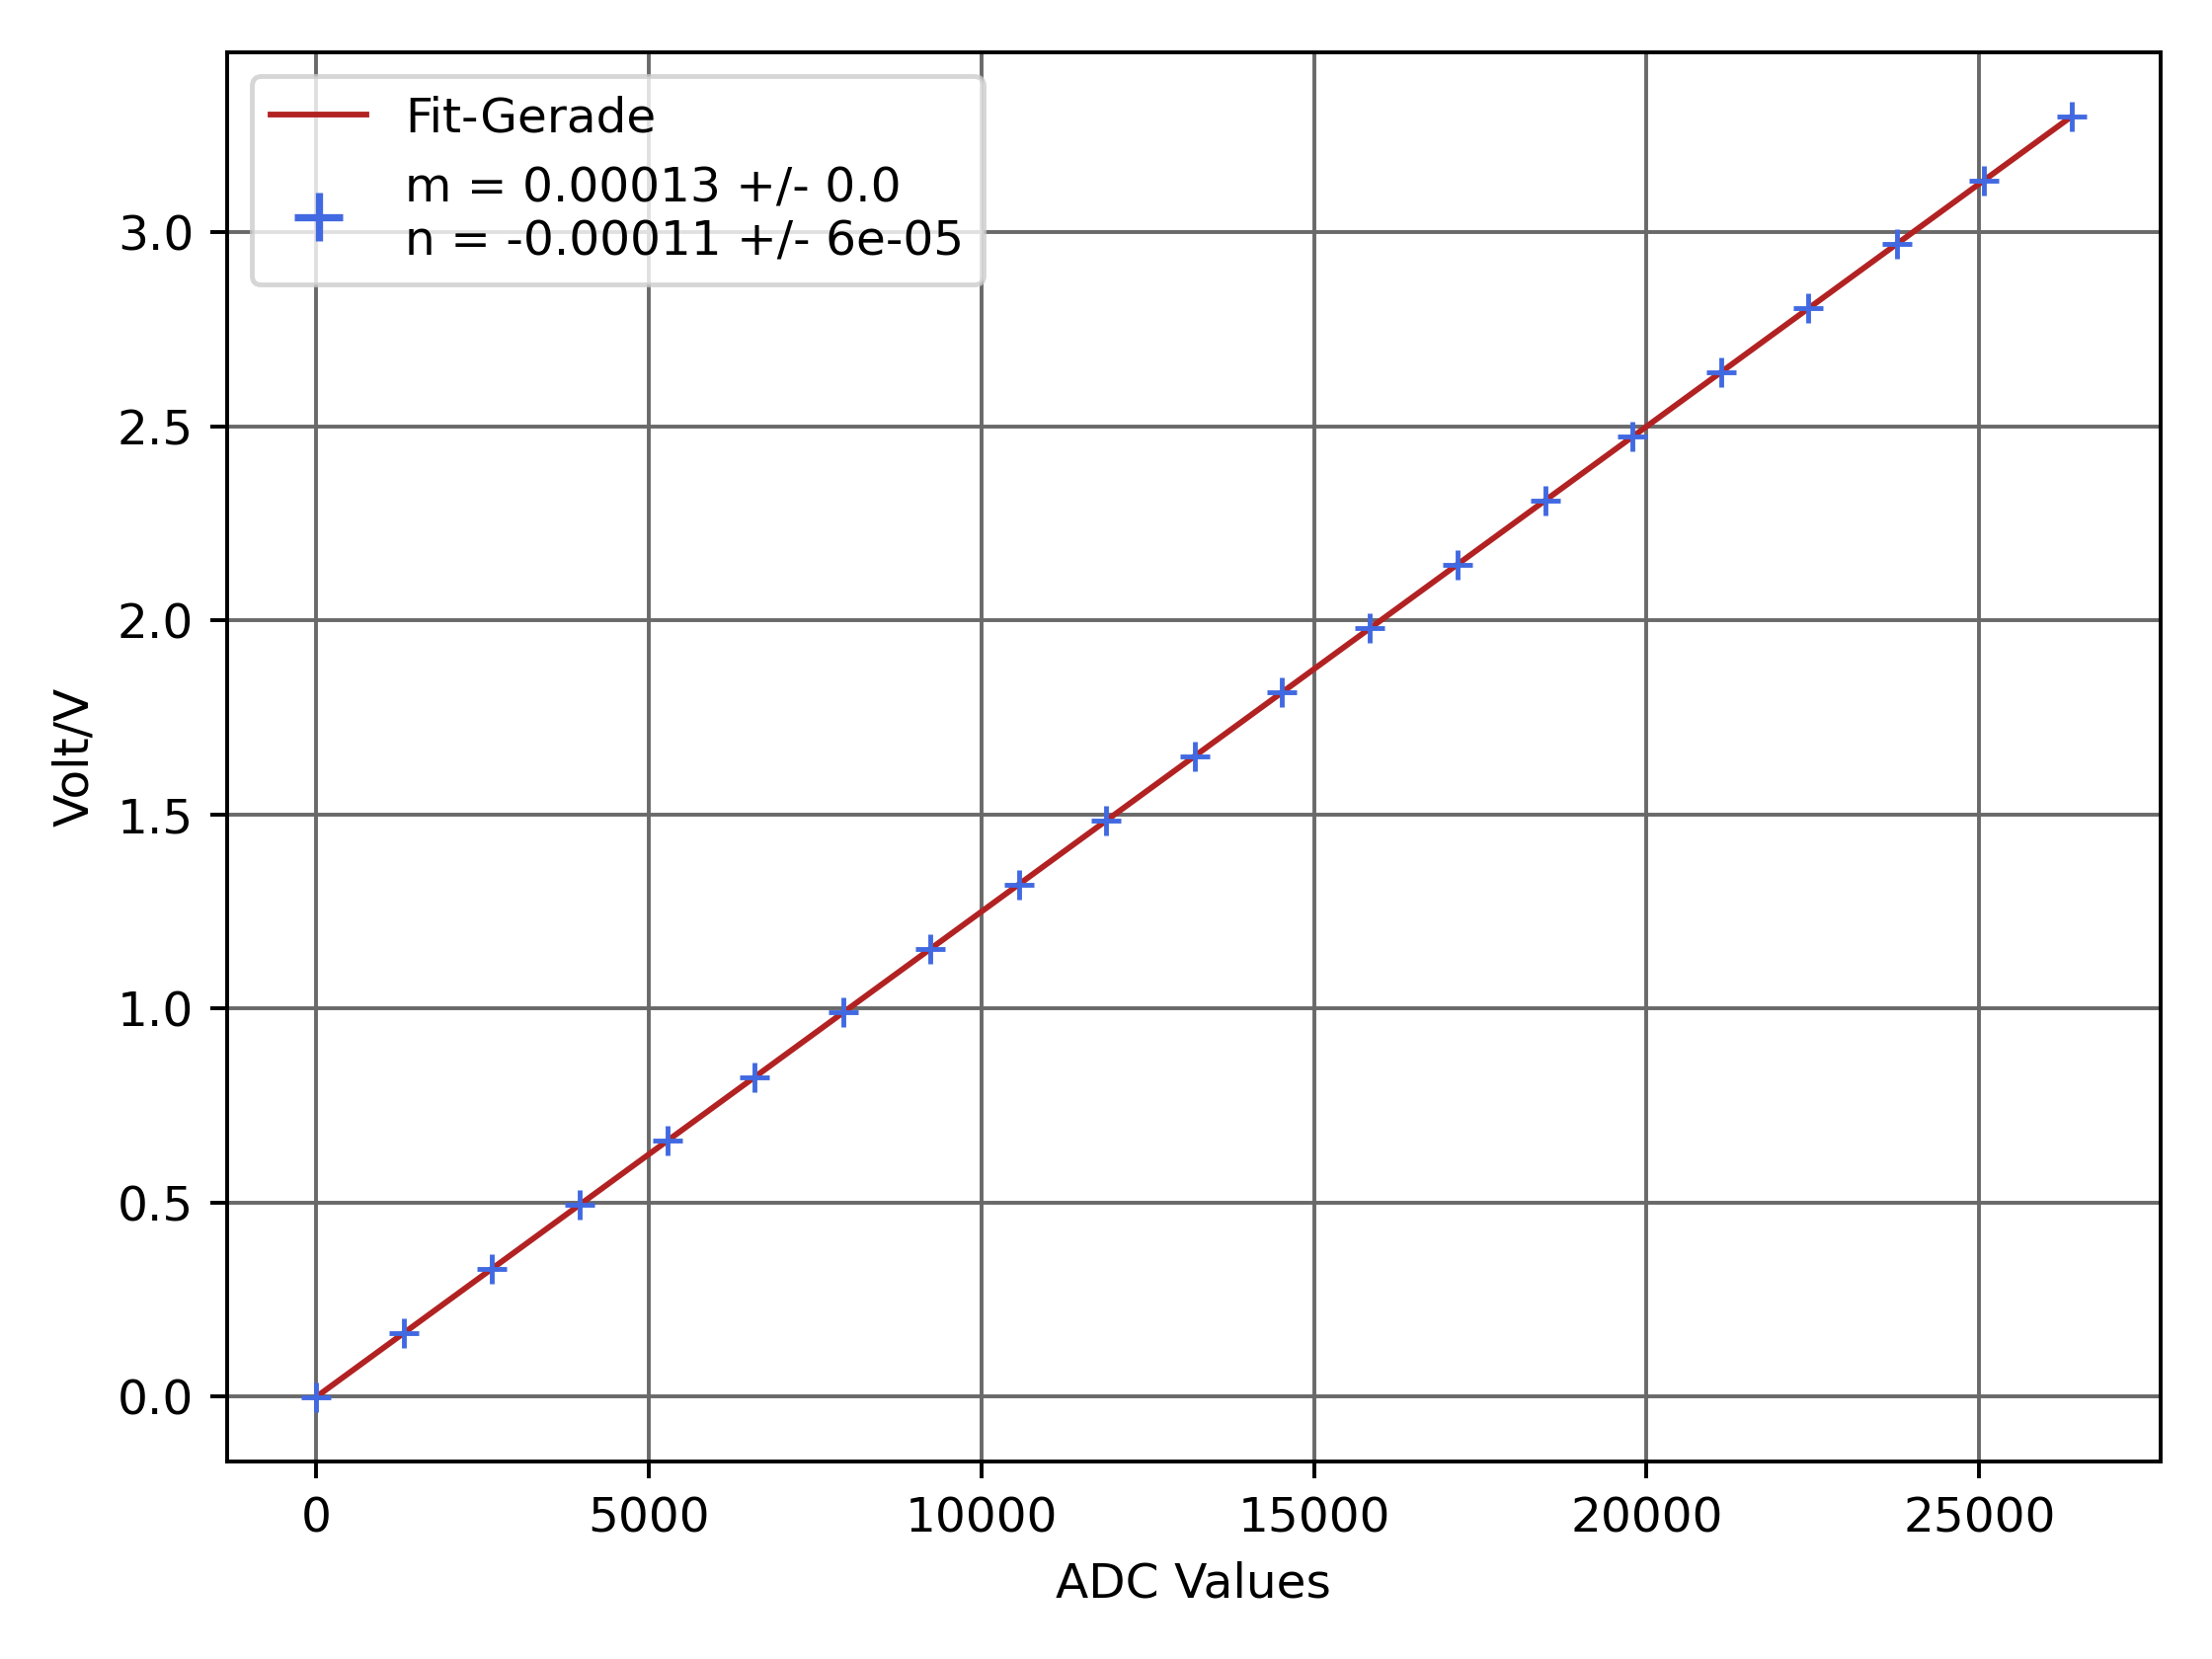 Fit-Gerade
m = 0.00013 +/- 0.0
n = -0.00011 +/- 6e-05
3.0
2.5
2.0
1.5
1.0
0.5
0.0
Volt/V
0 5000 10000 15000 20000 25000
ADC Values